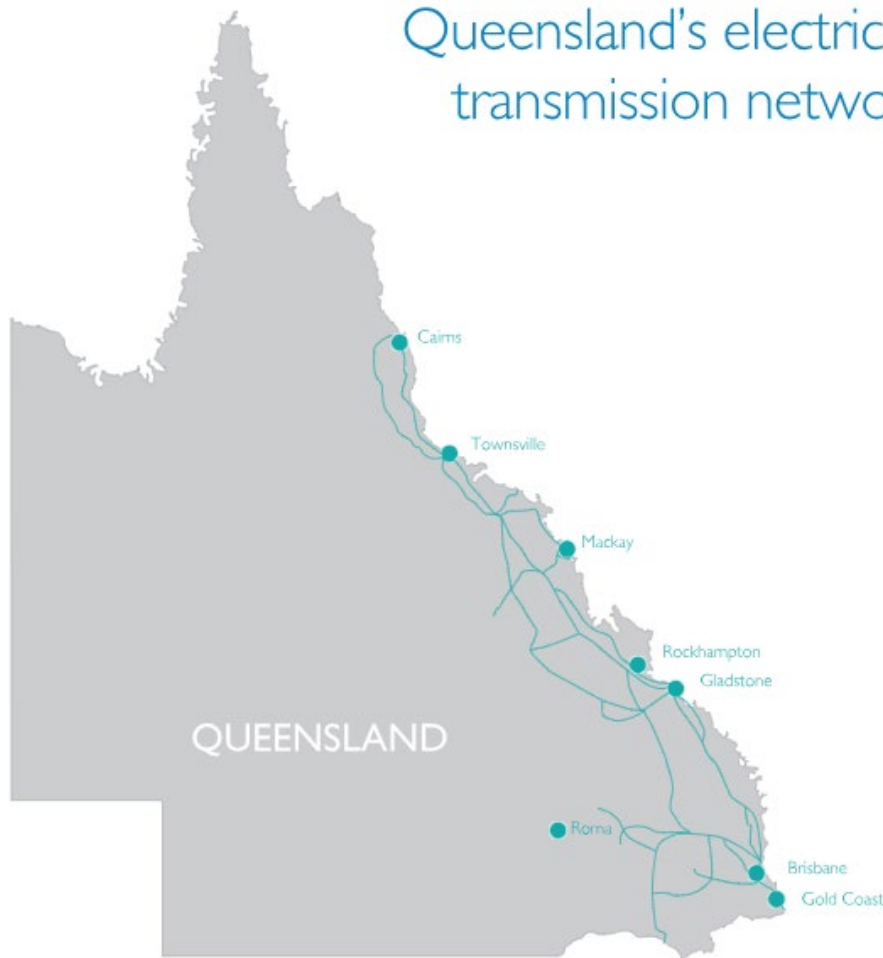 Queensland's electric
transmission netwo
Cairns
Townsville
Mackay
Rockhampton
Gladstone
QUEENSLAND
Roma
Brisbane
Gold Coast